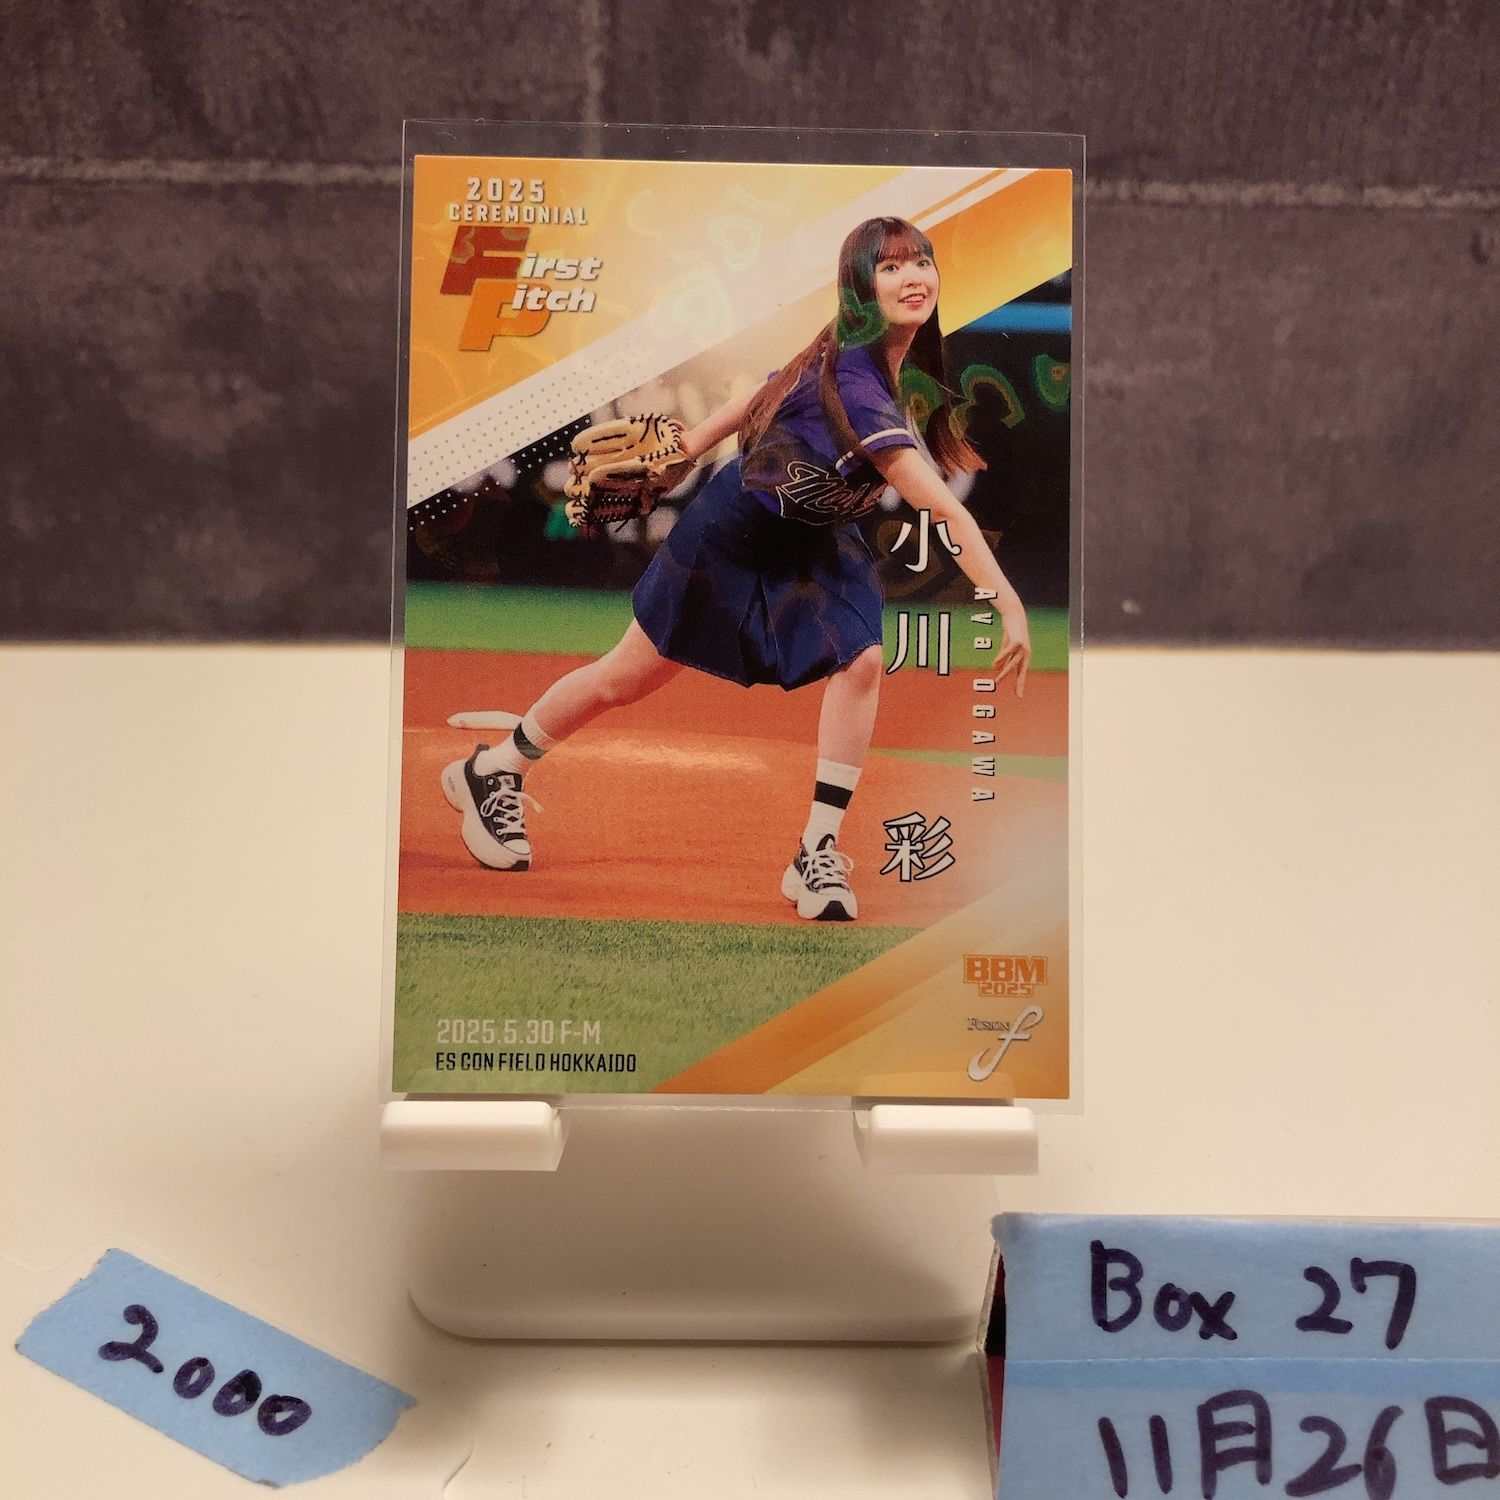 2025
CEREMONIAL
First
Pitch
小川 彩
Aya OGAWA
BBM
2025
FUSION
f
2025.5.30 F-M
ES CON FIELD HOKKAIDO
2000
Box 27
11月26日